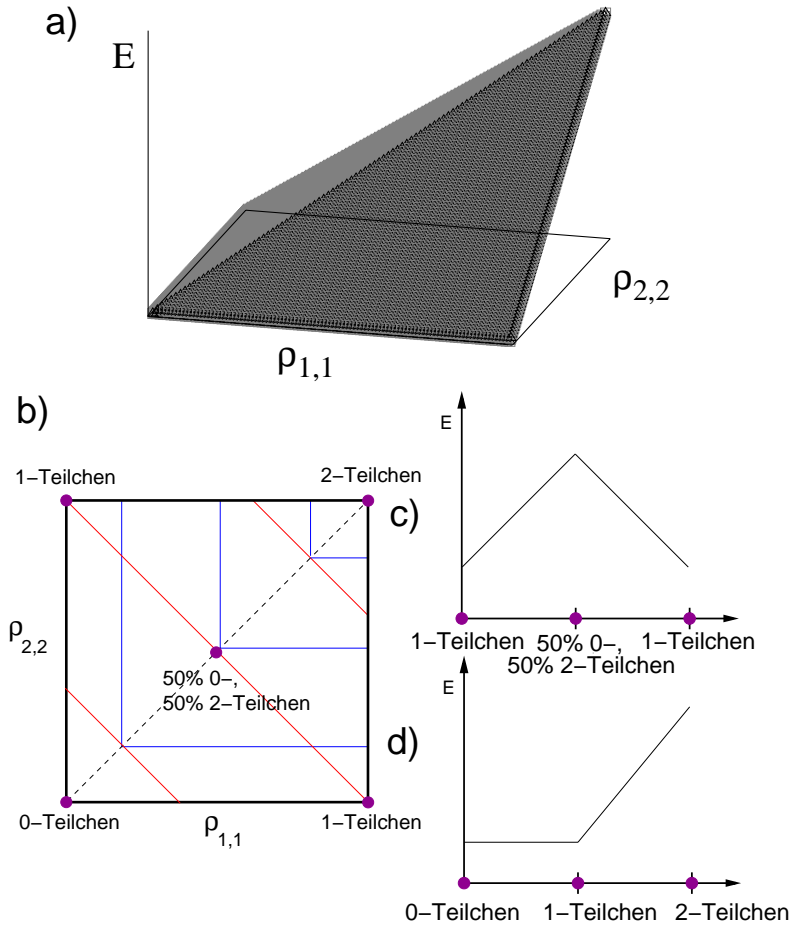 a)
E
ρ1,1
ρ2,2
b)
1–Teilchen
2–Teilchen
ρ2,2
50% 0–,
50% 2–Teilchen
0–Teilchen
ρ1,1
1–Teilchen
c)
E
1–Teilchen
50% 0–,
50% 2–Teilchen
1–Teilchen
d)
E
0–Teilchen
1–Teilchen
2–Teilchen